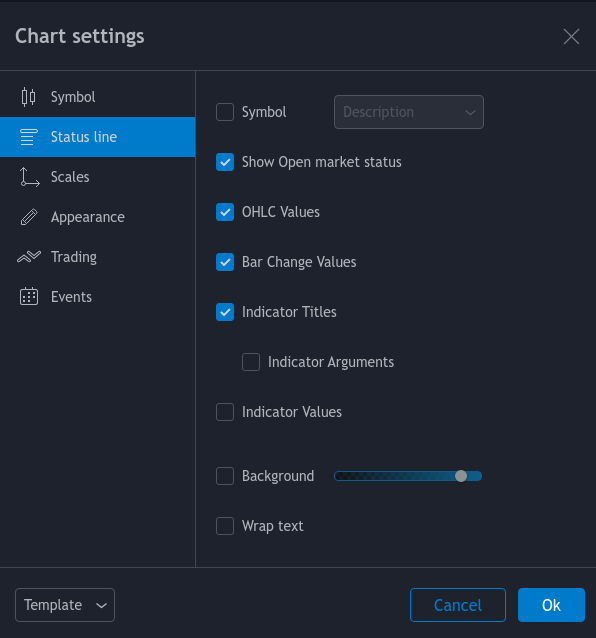 Chart settings
Symbol
Status line
Scales
Appearance
Trading
Events
Symbol Description
Show Open market status
OHLC Values
Bar Change Values
Indicator Titles
Indicator Arguments
Indicator Values
Background
Wrap text
Template Cancel Ok